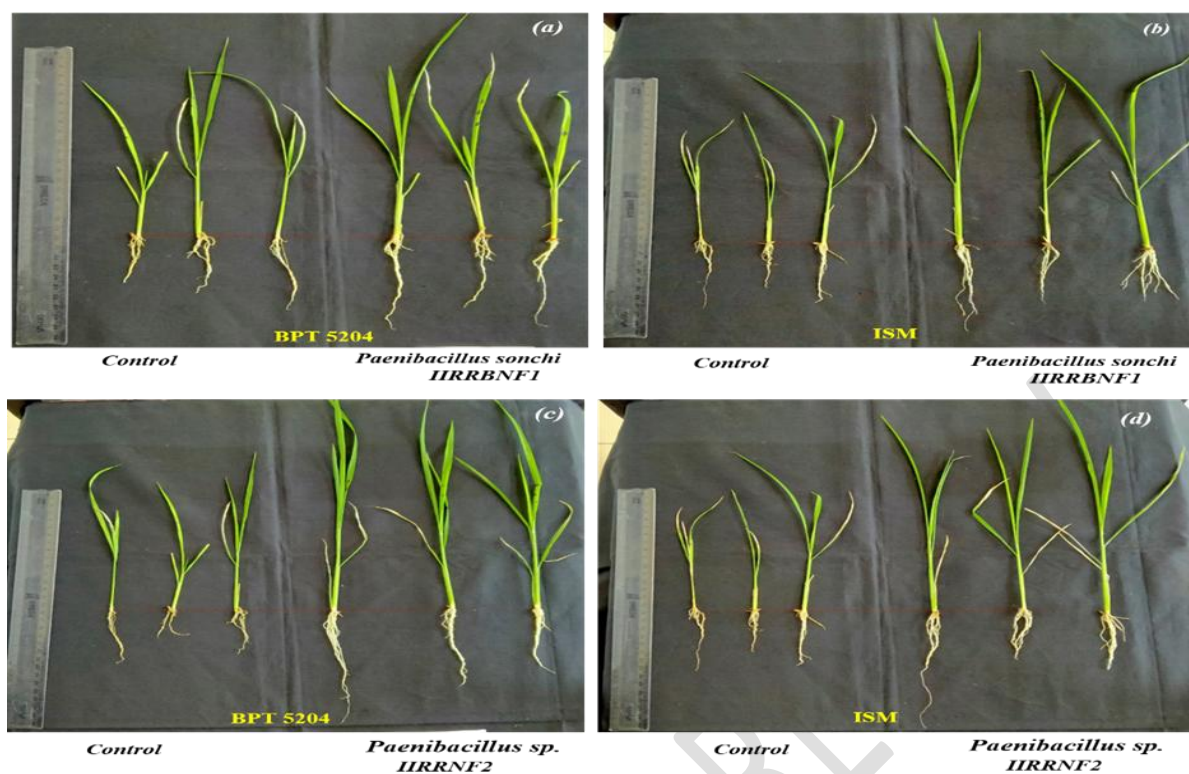 (a)
BPT 5204
Control
Paenibacillus sonchi
IIRRBNF1
(b)
ISM
Control
Paenibacillus sonchi
IIRRBNF1
(c)
BPT 5204
Control
Paenibacillus sp.
IIRRNF2
(d)
ISM
Control
Paenibacillus sp.
IIRRNF2